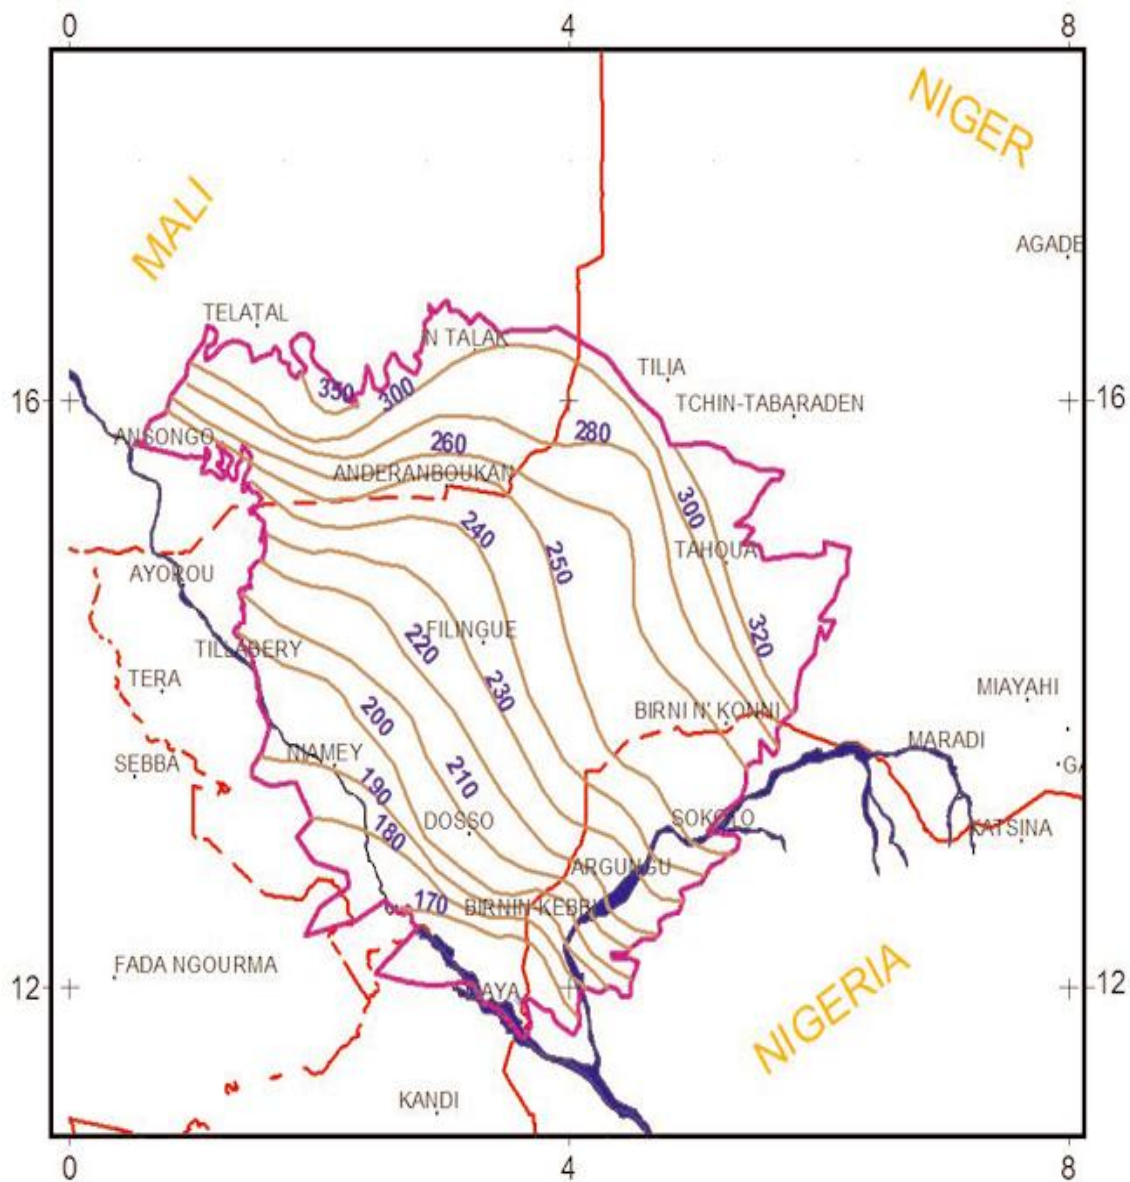 0 4 8
NIGER
MALI
AGADE
TELATAL
N TALAK
TILIA
350 300
16 TCHIN-TABARADEN 16
280
ANSONGO 260
ANDERANBOUKAN
300
240
250 TAHOUA
AYOROU
FILINGUE
220
320
TILLABERY
TERA
230 MIAYAHI
200 BIRNI N' KONNI
NIAMEY MARADI
SEBBA GA
190 210
DOSSO SOKOTO
180 KATSINA
ARGUNGU
170 BIRNIN-KEBBY
FADA NGOURMA
12 GAYA 12
NIGERIA
KANDI
0 4 8